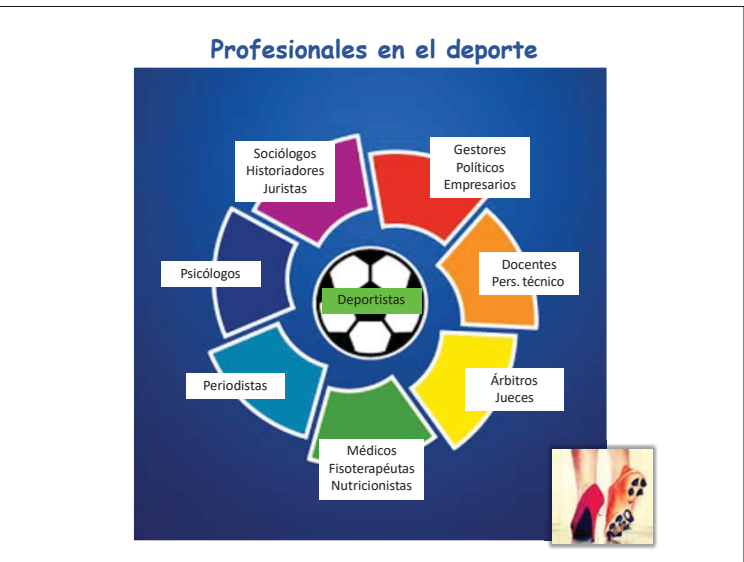 Profesionales en el deporte
Sociólogos
Historiadores
Juristas
Gestores
Políticos
Empresarios
Psicólogos
Docentes
Pers. técnico
Deportistas
Periodistas
Árbitros
Jueces
Médicos
Fisoterapéutas
Nutricionistas